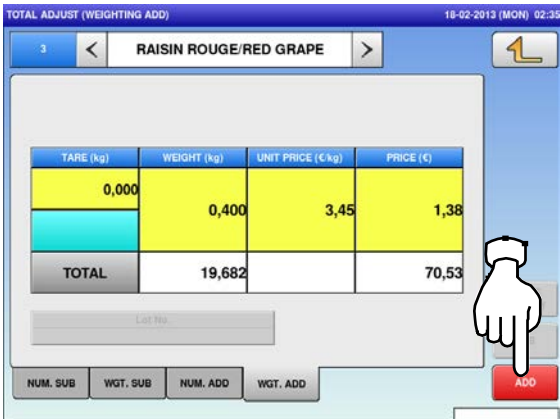 TOTAL ADJUST (WEIGHTING ADD) 18-02-2013 (MON) 02:35
3 < RAISIN ROUGE/RED GRAPE >
TARE (kg) WEIGHT (kg) UNIT PRICE (€/kg) PRICE (€)
0,000
0,400 3,45 1,38
TOTAL 19,682 70,53
Lot No.
NUM. SUB WGT. SUB NUM. ADD WGT. ADD ADD